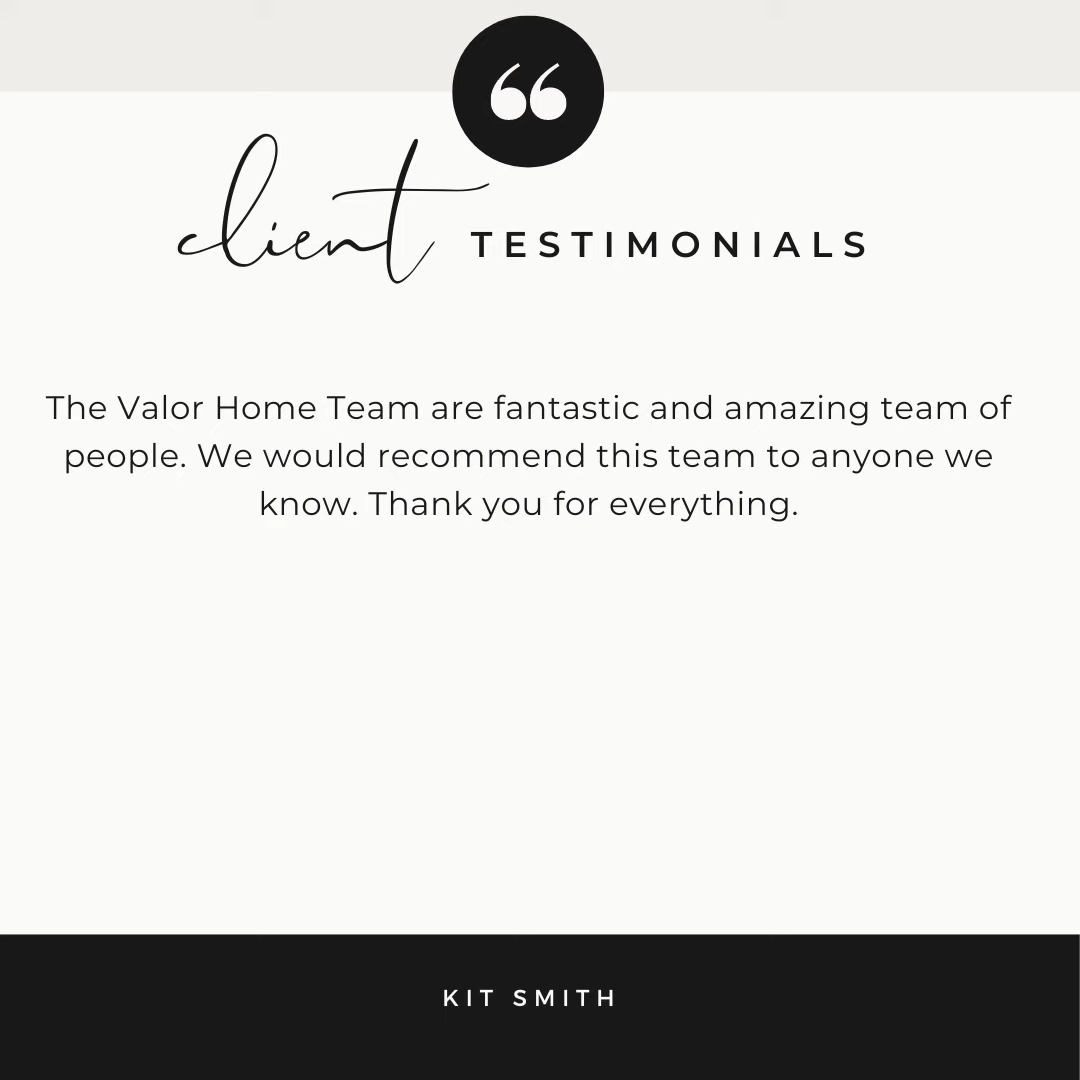 “
client TESTIMONIALS
The Valor Home Team are fantastic and amazing team of
people. We would recommend this team to anyone we
know. Thank you for everything.
KIT SMITH